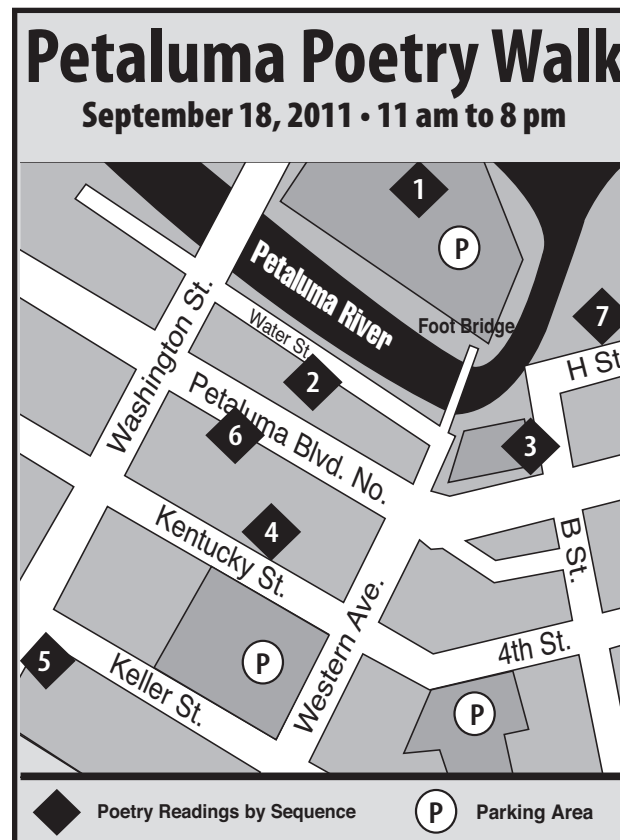 Petaluma Poetry Walk
September 18, 2011 • 11 am to 8 pm
1
P
Petaluma River
Foot Bridge
7
H St
Washington St.
Water St
2
Petaluma Blvd. No.
6
3
4
Kentucky St.
B St.
5
Keller St.
P
Western Ave.
4th St.
P
Poetry Readings by Sequence
P Parking Area